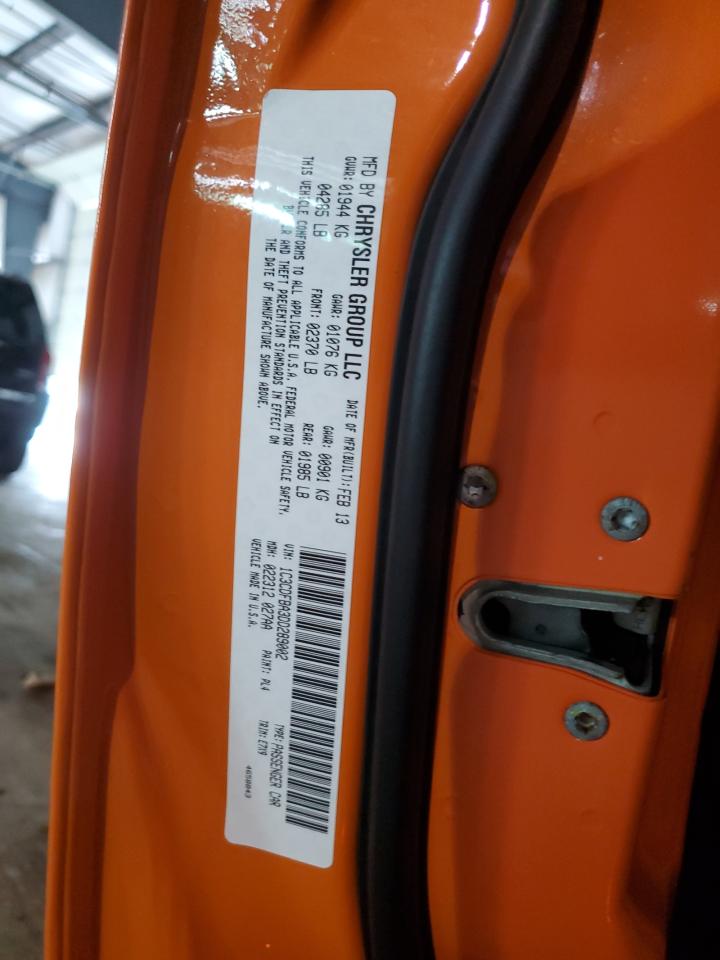 MFD BY CHRYSLER GROUP LLC DATE OF MFR(BUILT): FEB 13
GVWR: 01944 KG GAWR: 01076 KG GAWR: 00901 KG
04285 LB FRONT: 02370 LB REAR: 01985 LB
THIS VEHICLE CONFORMS TO ALL APPLICABLE U.S.A. FEDERAL MOTOR VEHICLE SAFETY,
AND THEFT PREVENTION STANDARDS IN EFFECT ON
THE DATE OF MANUFACTURE SHOWN ABOVE.
VIN: 1C3CDFBA3DD289002 TYPE: PASSENGER CAR
MDH: 022312 027AA PAINT: PL4 TRIM: E7X9
VEHICLE MADE IN U.S.A. 4658043